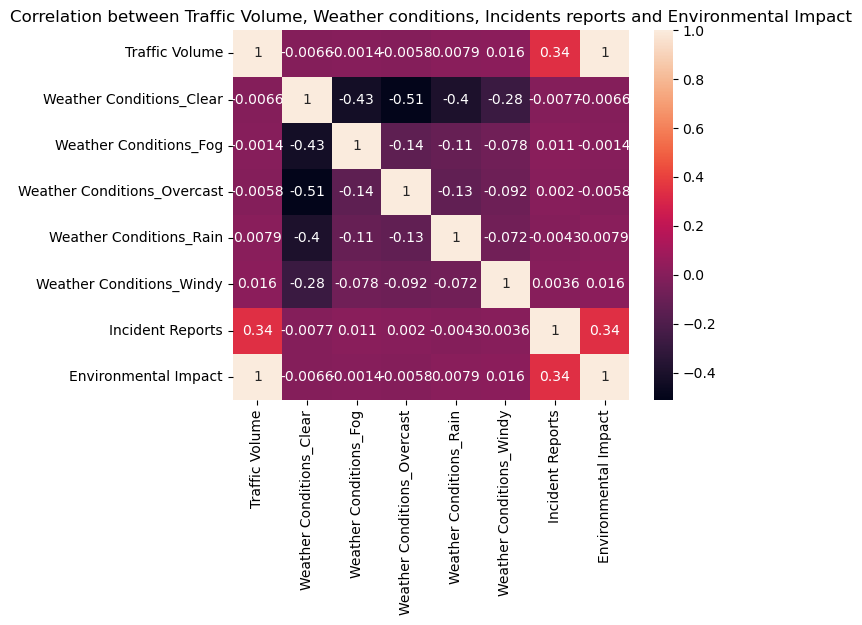 Correlation between Traffic Volume, Weather conditions, Incidents reports and Environmental Impact
Traffic Volume 1 -0.0066 -0.0014 -0.0058 0.0079 0.016 0.34 1
Weather Conditions_Clear -0.0066 1 -0.43 -0.51 -0.4 -0.28 -0.0077 -0.0066
Weather Conditions_Fog -0.0014 -0.43 1 -0.14 -0.11 -0.078 0.011 -0.0014
Weather Conditions_Overcast -0.0058 -0.51 -0.14 1 -0.13 -0.092 0.002 -0.0058
Weather Conditions_Rain 0.0079 -0.4 -0.11 -0.13 1 -0.072 -0.0043 0.0079
Weather Conditions_Windy 0.016 -0.28 -0.078 -0.092 -0.072 1 0.0036 0.016
Incident Reports 0.34 -0.0077 0.011 0.002 -0.0043 0.0036 1 0.34
Environmental Impact 1 -0.0066 -0.0014 -0.0058 0.0079 0.016 0.34 1
Traffic Volume
Weather Conditions_Clear
Weather Conditions_Fog
Weather Conditions_Overcast
Weather Conditions_Rain
Weather Conditions_Windy
Incident Reports
Environmental Impact
1.0
0.8
0.6
0.4
0.2
0.0
−0.2
−0.4